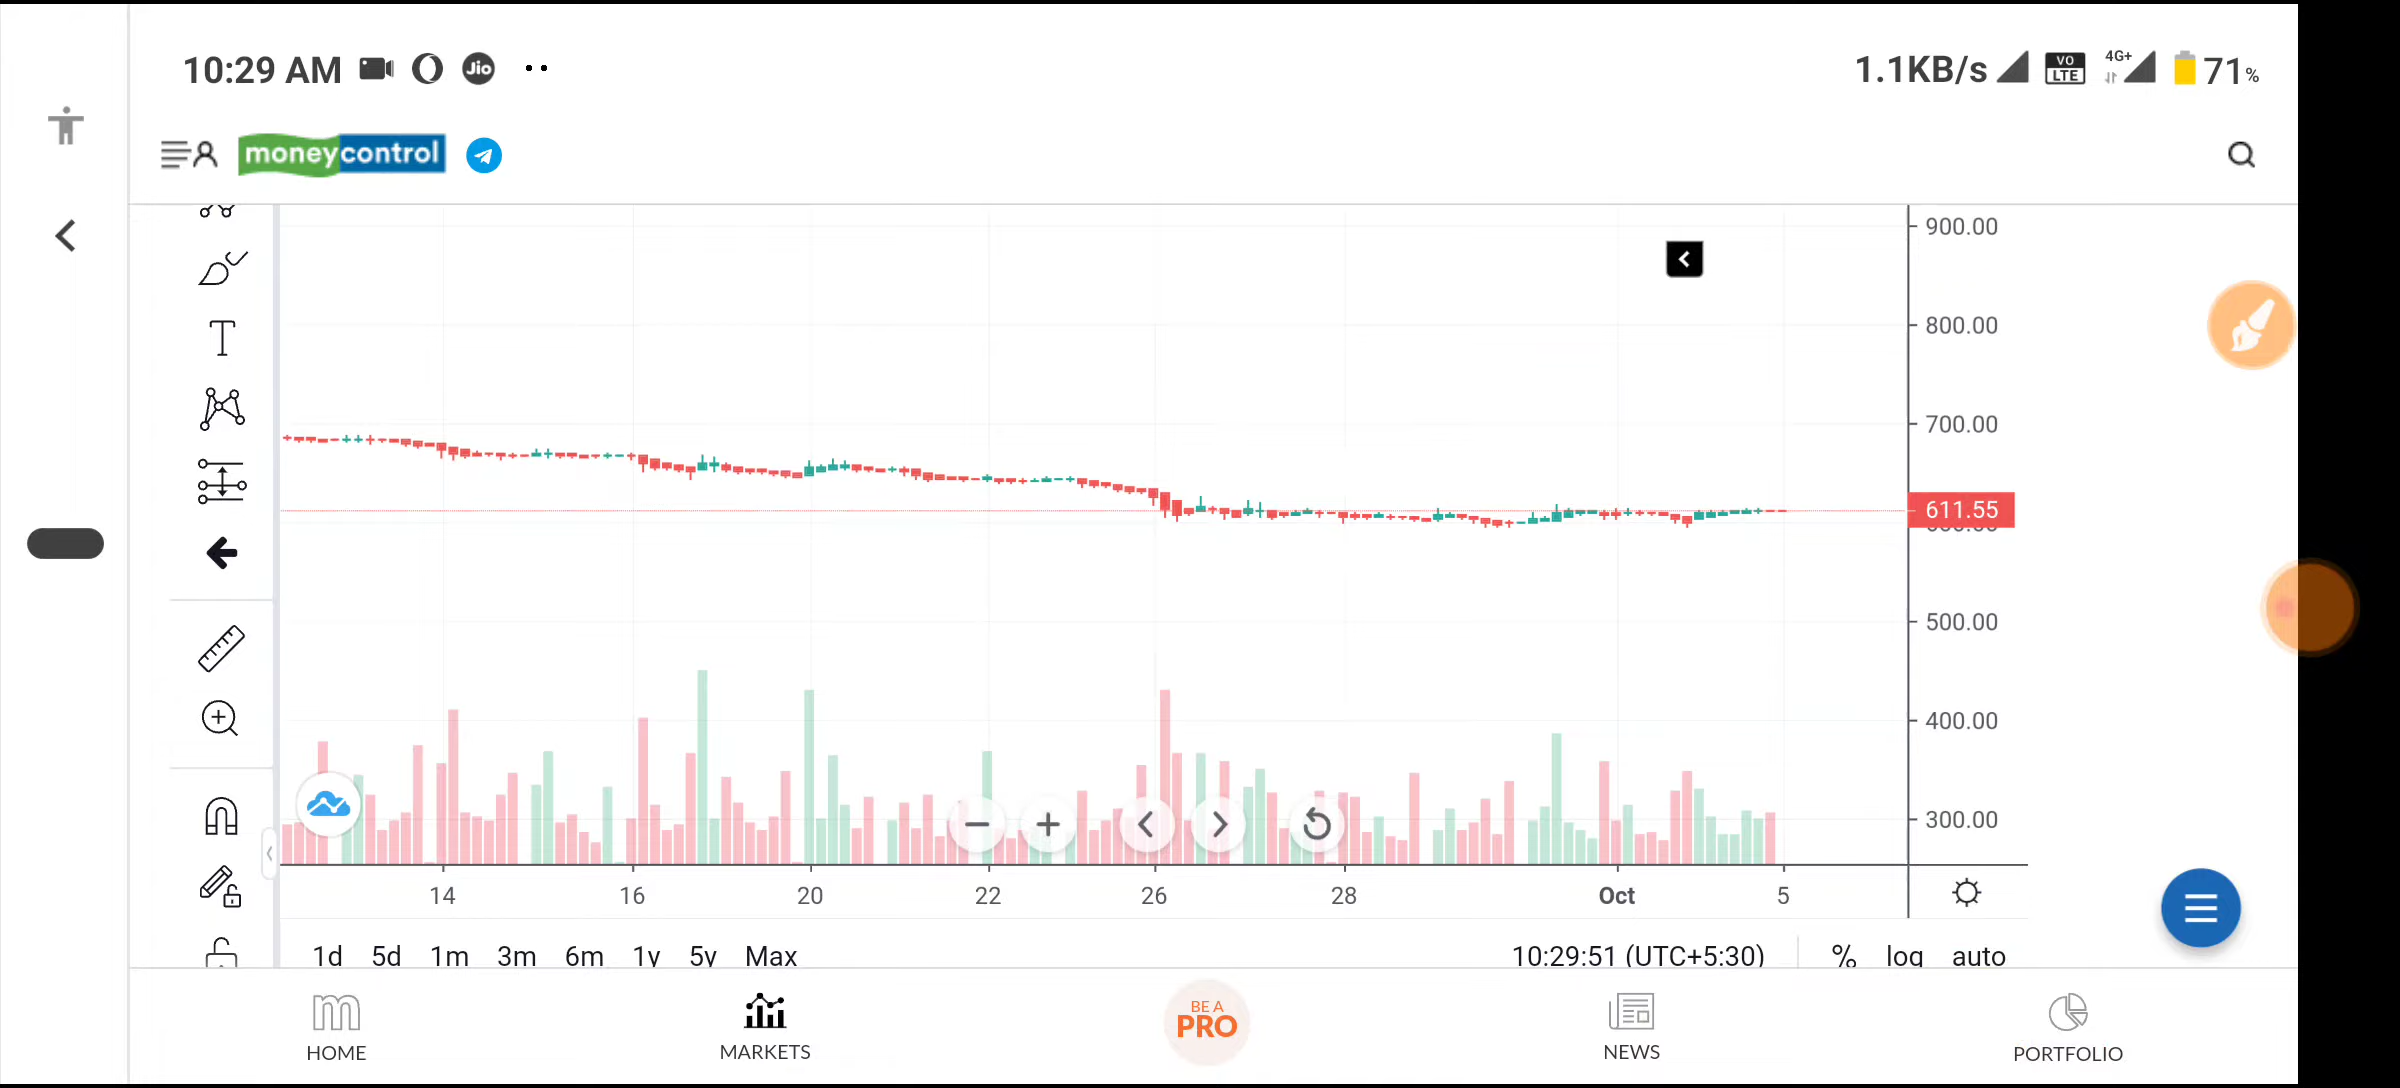 10:29 AM Jio
1.1KB/s VO LTE 4G+ 71%
moneycontrol
900.00
800.00
700.00
611.55
500.00
400.00
300.00
14 16 20 22 26 28 Oct 5
1d 5d 1m 3m 6m 1y 5y Max
10:29:51 (UTC+5:30) % log auto
HOME
MARKETS
BE A
PRO
NEWS
PORTFOLIO